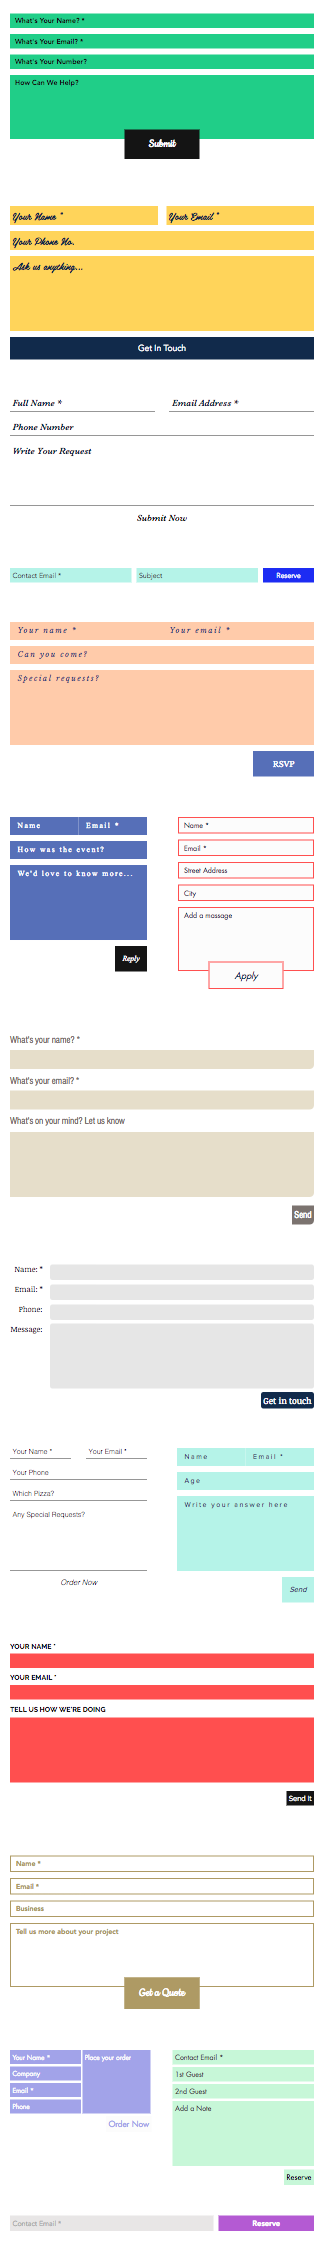 What's Your Name? *
What's Your Email? *
What's Your Number?
How Can We Help?
Submit
Your Name * Your Email *
Your Phone No.
Ask us anything...
Get In Touch
Full Name * Email Address *
Phone Number
Write Your Request
Submit Now
Contact Email * Subject Reserve
Your name * Your email *
Can you come?
Special requests?
RSVP
Name Email *
How was the event?
We'd love to know more...
Reply
Name *
Email *
Street Address
City
Add a massage
Apply
What's your name? *
What's your email? *
What's on your mind? Let us know
Send
Name: *
Email: *
Phone:
Message:
Get in touch
Your Name * Your Email *
Your Phone
Which Pizza?
Any Special Requests?
Order Now
Name Email *
Age
Write your answer here
Send
YOUR NAME *
YOUR EMAIL *
TELL US HOW WE'RE DOING
Send It
Name *
Email *
Business
Tell us more about your project
Get a Quote
Your Name * Place your order
Company
Email *
Phone
Order Now
Contact Email *
1st Guest
2nd Guest
Add a Note
Reserve
Contact Email * Reserve